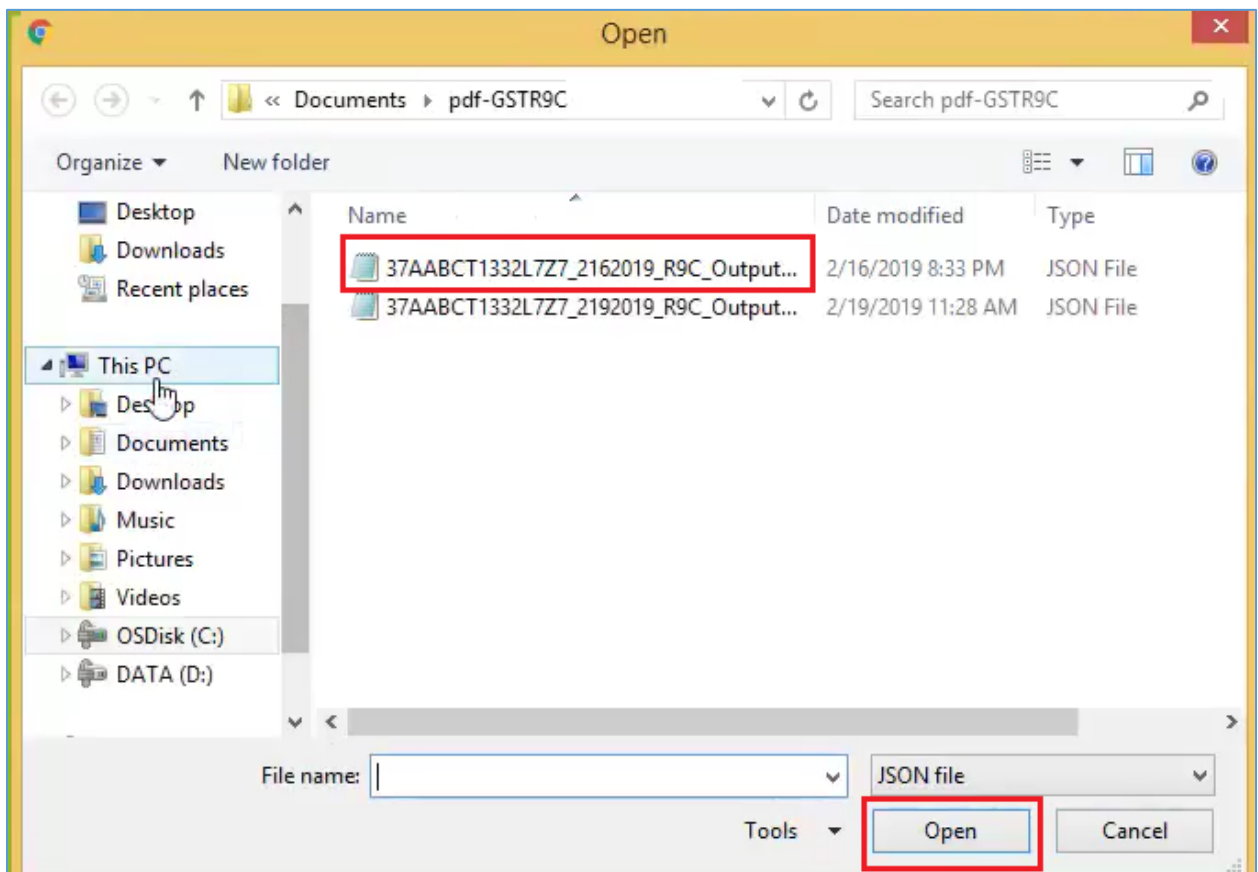 Open
« Documents pdf-GSTR9C
Search pdf-GSTR9C
Organize New folder
Name Date modified Type
Desktop
Downloads
Recent places
37AABCT1332L7Z7_2162019_R9C_Output... 2/16/2019 8:33 PM JSON File
37AABCT1332L7Z7_2192019_R9C_Output... 2/19/2019 11:28 AM JSON File
This PC
Desktop
Documents
Downloads
Music
Pictures
Videos
OSDisk (C:)
DATA (D:)
File name: JSON file
Tools Open Cancel